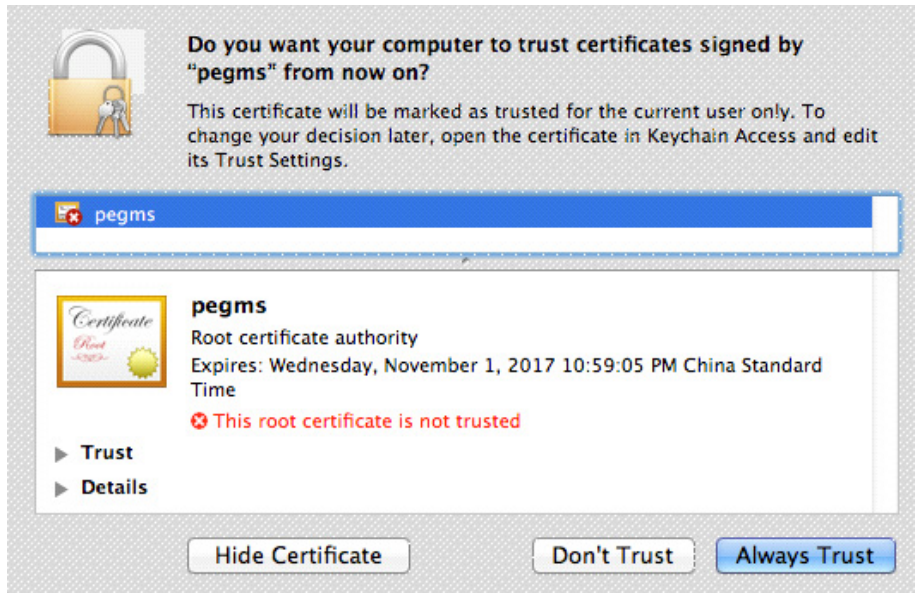 Do you want your computer to trust certificates signed by
“pegms” from now on?
This certificate will be marked as trusted for the current user only. To
change your decision later, open the certificate in Keychain Access and edit
its Trust Settings.
pegms
Certificate
Root
pegms
Root certificate authority
Expires: Wednesday, November 1, 2017 10:59:05 PM China Standard
Time
This root certificate is not trusted
Trust
Details
Hide Certificate
Don't Trust
Always Trust